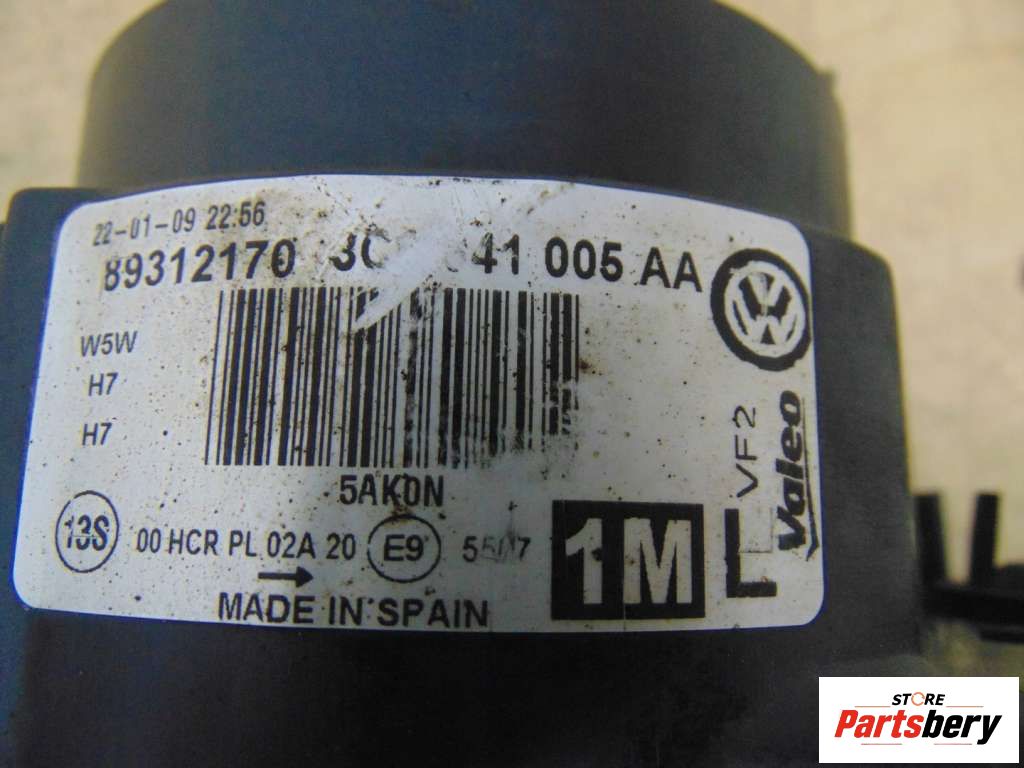 22-01-09 22:56
89312170 005 AA
W5W
H7
H7
5AK0N
13S 00 HCR PL 02A 20 E9
1M L
MADE IN SPAIN
VF2
Valeo
STORE
Partsbery